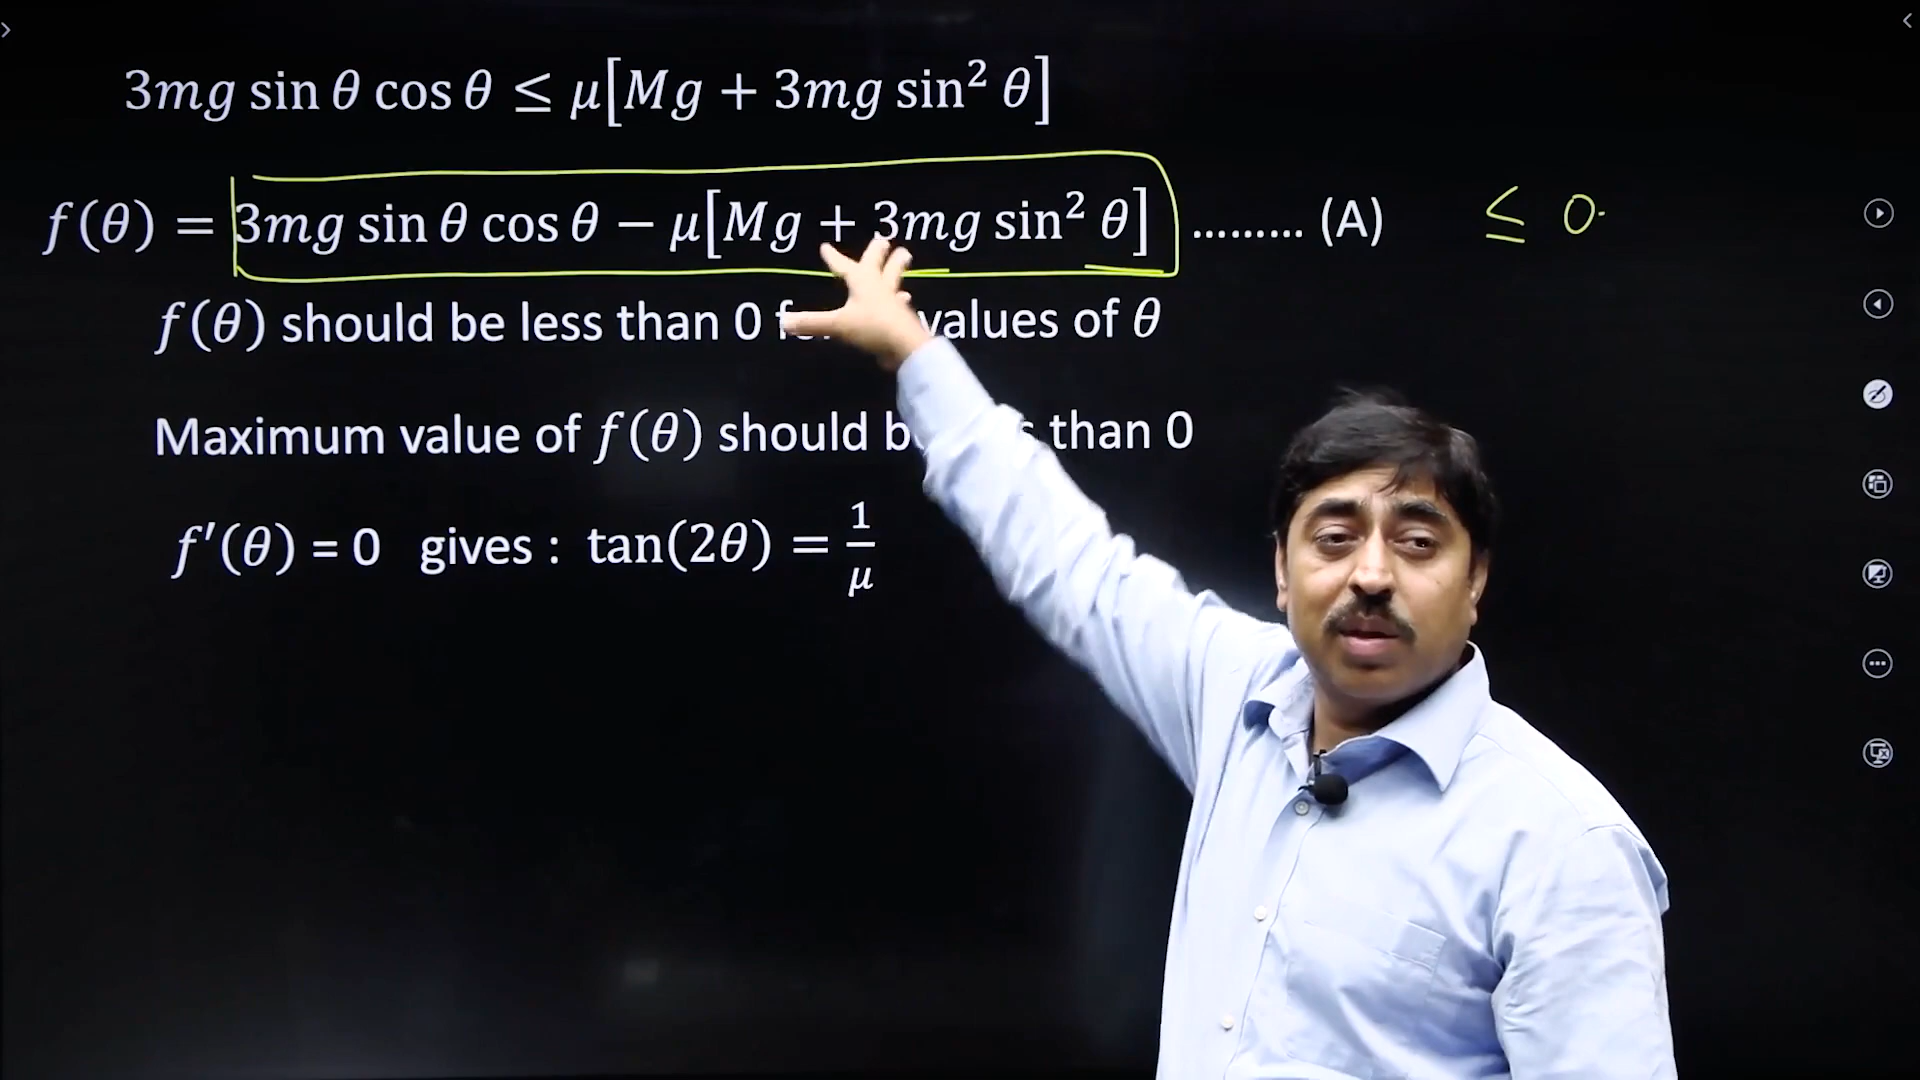 3mg sin θ cos θ ≤ μ[Mg + 3mg sin² θ]
f(θ) = 3mg sin θ cos θ − μ[Mg + 3mg sin² θ] ......... (A) ≤ 0.
f(θ) should be less than 0 values of θ
Maximum value of f(θ) should than 0
f′(θ) = 0 gives : tan(2θ) = 1/μ